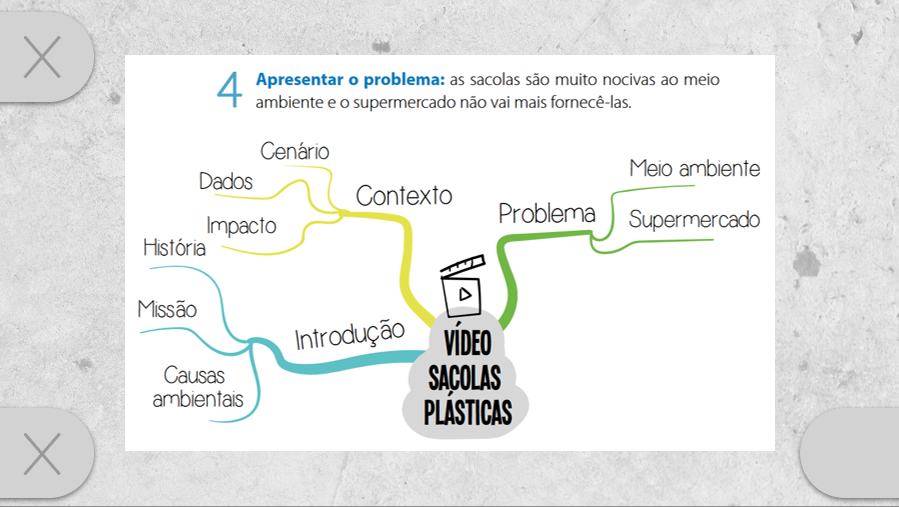 4
Apresentar o problema: as sacolas são muito nocivas ao meio
ambiente e o supermercado não vai mais fornecê-las.
Cenário
Dados
Contexto
Impacto
História
Missão
Introdução
Causas
ambientais
Meio ambiente
Problema
Supermercado
VÍDEO
SACOLAS
PLÁSTICAS